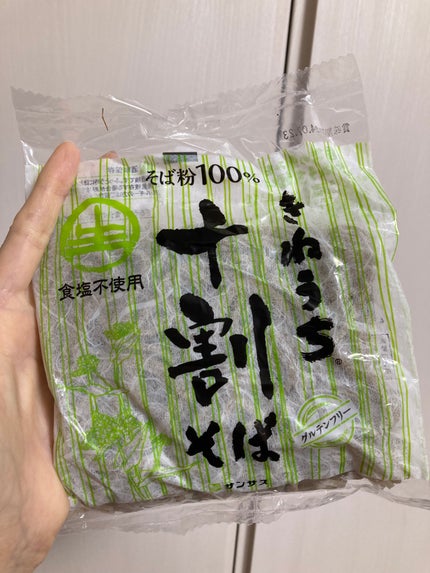 そば粉100%
きねうち
十割そば
生
食塩不使用
グルテンフリー
サンサス